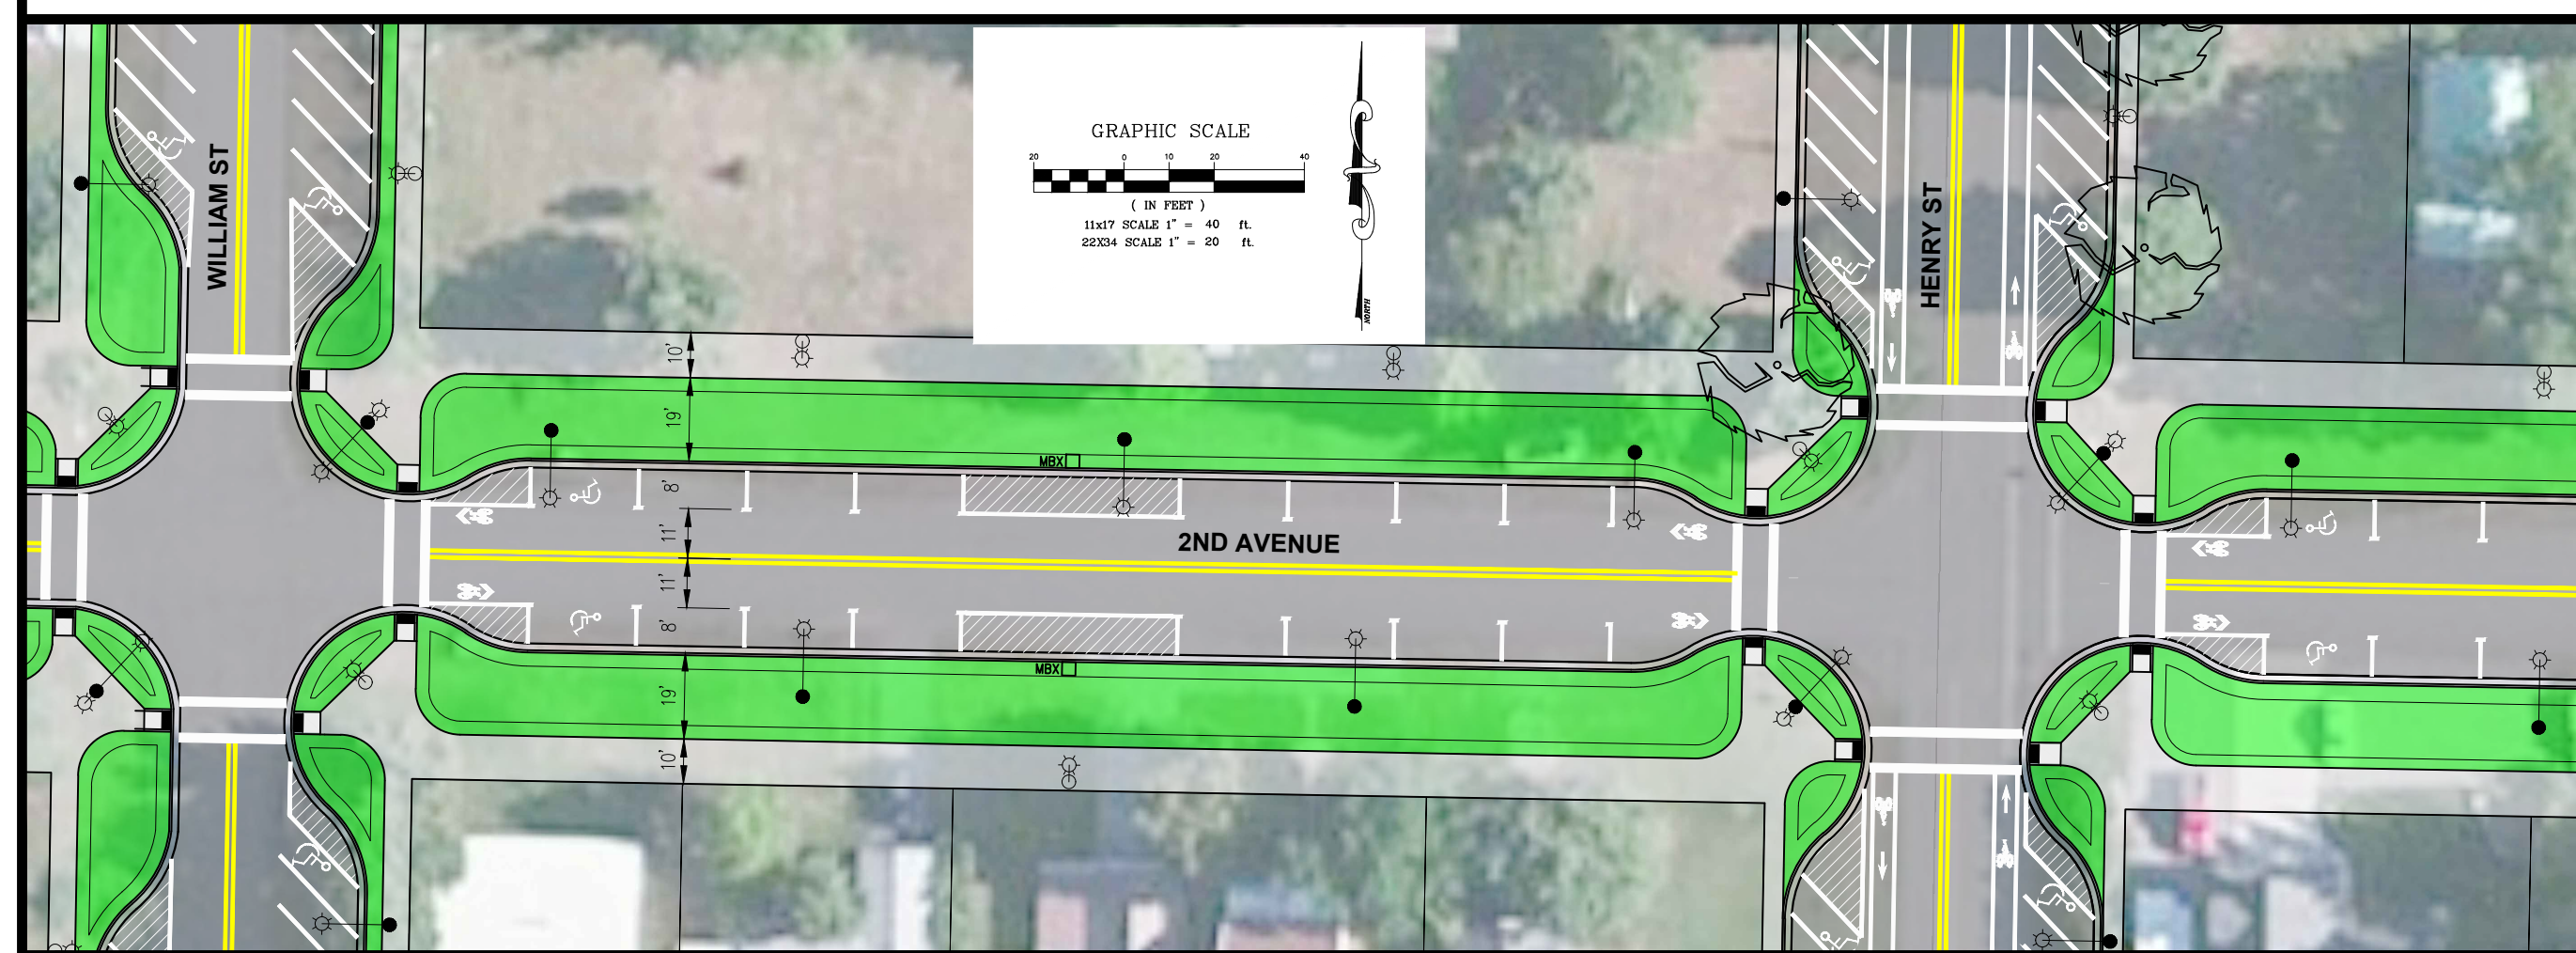 GRAPHIC SCALE
20 0 10 20 40
( IN FEET )
11x17 SCALE 1" = 40 ft.
22X34 SCALE 1" = 20 ft.
NORTH
WILLIAM ST
HENRY ST
10'
19'
MBX
8'
11'
2ND AVENUE
11'
8'
MBX
19'
10'